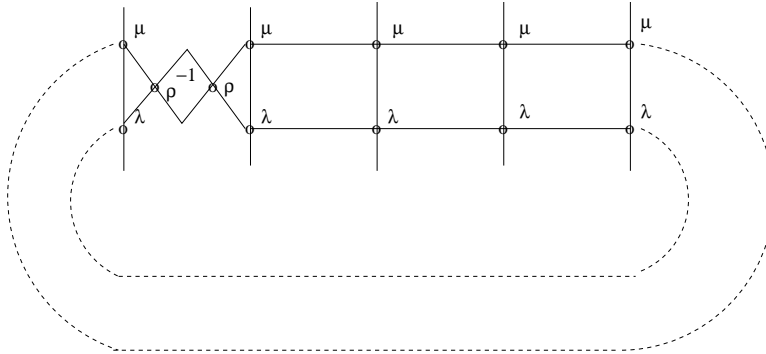 μ μ μ μ μ
ρ⁻¹ ρ
λ λ λ λ λ